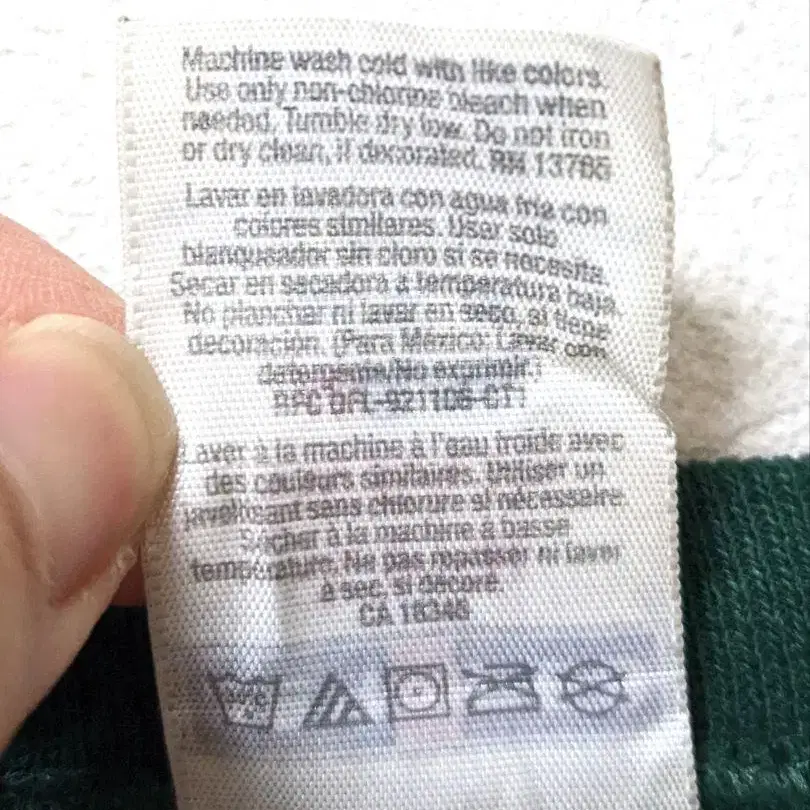 Machine wash cold with like colors.
Use only non-chlorine bleach when
needed. Tumble dry low. Do not iron
or dry clean, if decorated. RN 13765
Lavar en lavadora con agua fria con
colores similares. Usar solo
blanqueador sin cloro si se necesita.
Secar en secadora a temperatura baja.
No planchar ni lavar en seco, si tiene
decoración. (Para Mexico: Lavar con
detergente/No exprimir)
RFC DFL-921106-CT1
Laver à la machine à l'eau froide avec
des couleurs similaires. Utiliser un
javellisant sans chlorure si nécessaire
Sécher à la machine à basse
température. Ne pas repasser ni laver
à sec, si décoré.
CA 18346